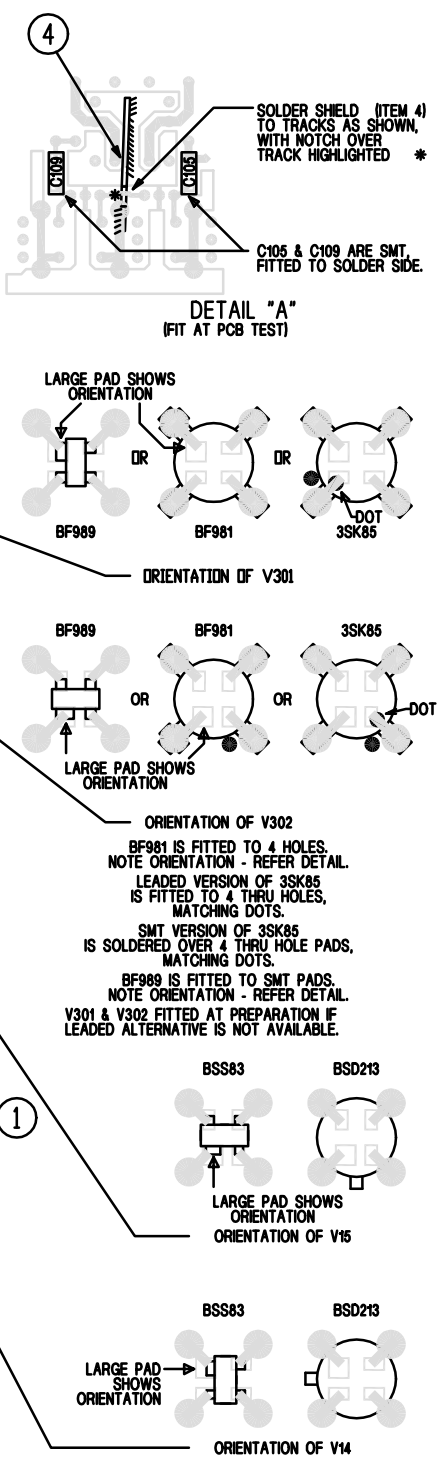 4
SOLDER SHIELD (ITEM 4)
TO TRACKS AS SHOWN,
WITH NOTCH OVER
TRACK HIGHLIGHTED *
C109
*
C105
C105 & C109 ARE SMT,
FITTED TO SOLDER SIDE.
DETAIL "A"
(FIT AT PCB TEST)
LARGE PAD SHOWS
ORIENTATION
OR
OR
DOT
BF989
BF981
3SK85
ORIENTATION OF V301
BF989
BF981
3SK85
OR
OR
DOT
LARGE PAD SHOWS
ORIENTATION
ORIENTATION OF V302
BF981 IS FITTED TO 4 HOLES.
NOTE ORIENTATION - REFER DETAIL.
LEADED VERSION OF 3SK85
IS FITTED TO 4 THRU HOLES,
MATCHING DOTS.
SMT VERSION OF 3SK85
IS SOLDERED OVER 4 THRU HOLE PADS,
MATCHING DOTS.
BF989 IS FITTED TO SMT PADS.
NOTE ORIENTATION - REFER DETAIL.
V301 & V302 FITTED AT PREPARATION IF
LEADED ALTERNATIVE IS NOT AVAILABLE.
BSS83
BSD213
1
LARGE PAD SHOWS
ORIENTATION
ORIENTATION OF V15
BSS83
BSD213
LARGE PAD
SHOWS
ORIENTATION
ORIENTATION OF V14